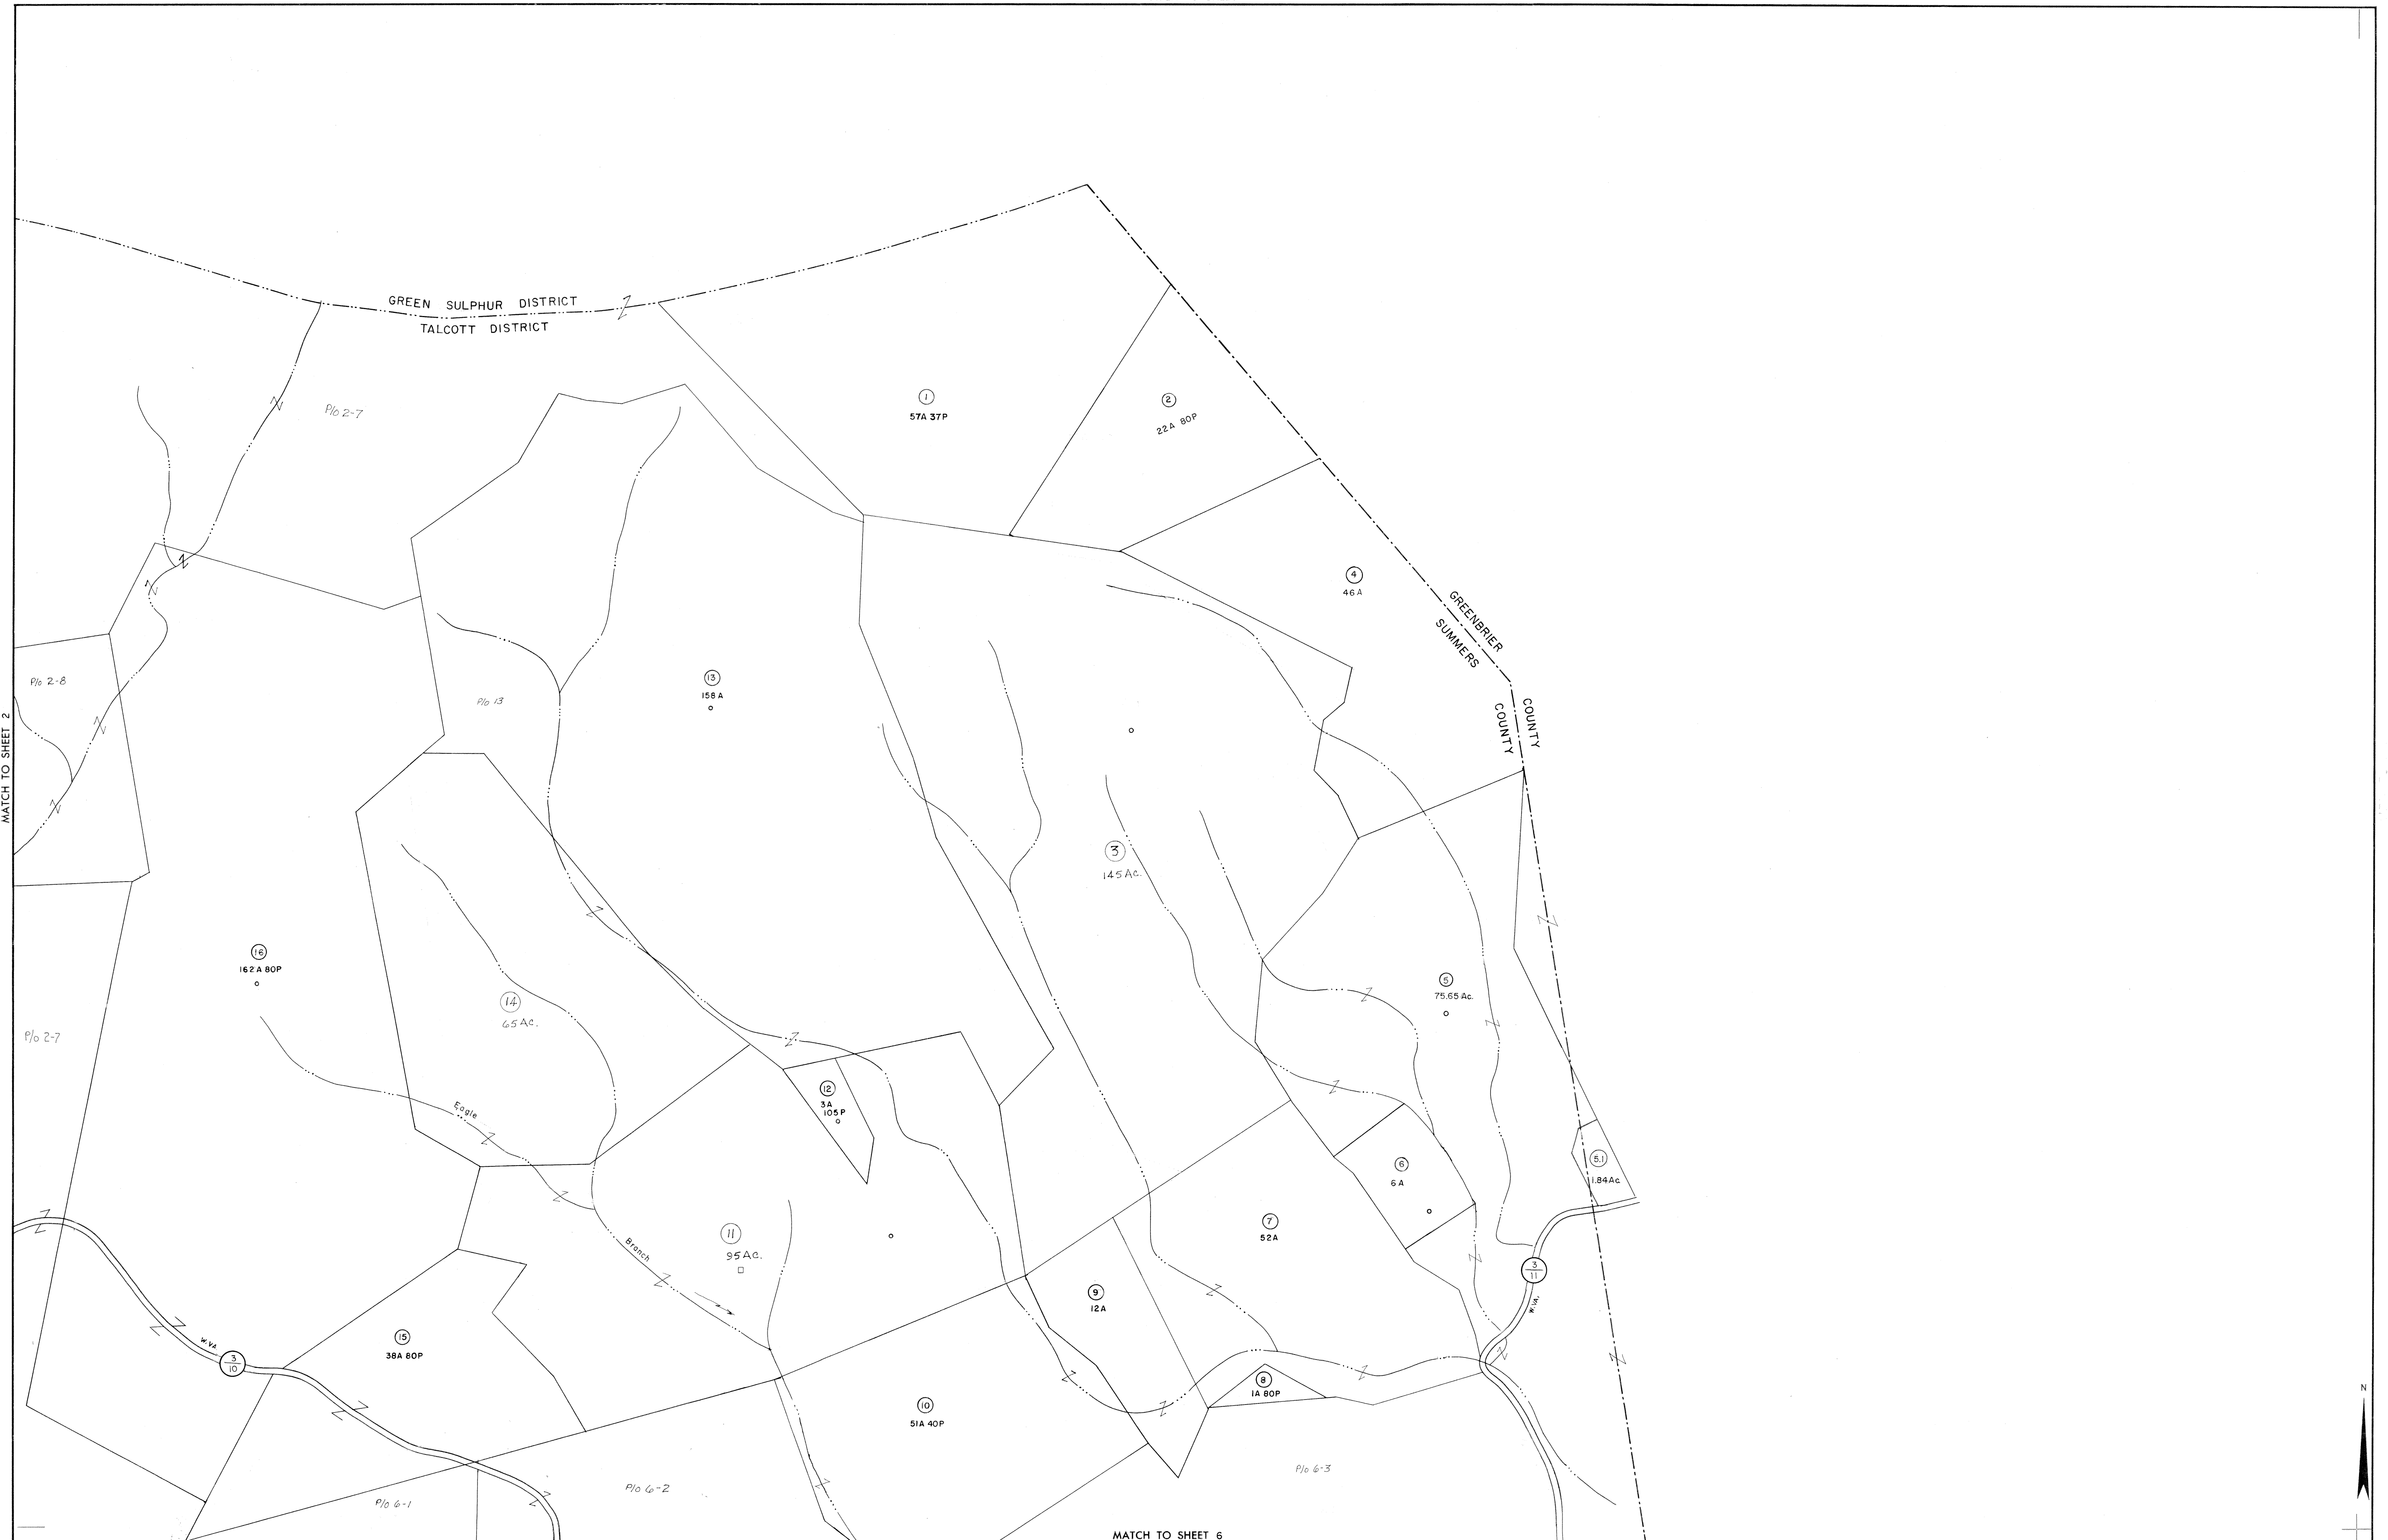 GREEN SULPHUR DISTRICT
TALCOTT DISTRICT
P/o 2-7
1
57A 37P
2
22A 80P
4
46A
GREENBRIER
SUMMERS
COUNTY
COUNTY
P/o 2-8
MATCH TO SHEET 2
P/o 13
13
158A
3
145Ac.
16
162A 80P
5
75.65 Ac.
14
65Ac.
P/o 2-7
12
3A
105P
Eagle
5.1
1.84Ac
6
6A
7
52A
11
95AC.
Branch
3
11
W.VA.
9
12A
15
38A 80P
W.VA.
3
10
8
1A 80P
10
51A 40P
N
P/o 6-3
P/o 6-2
P/o 6-1
MATCH TO SHEET 6